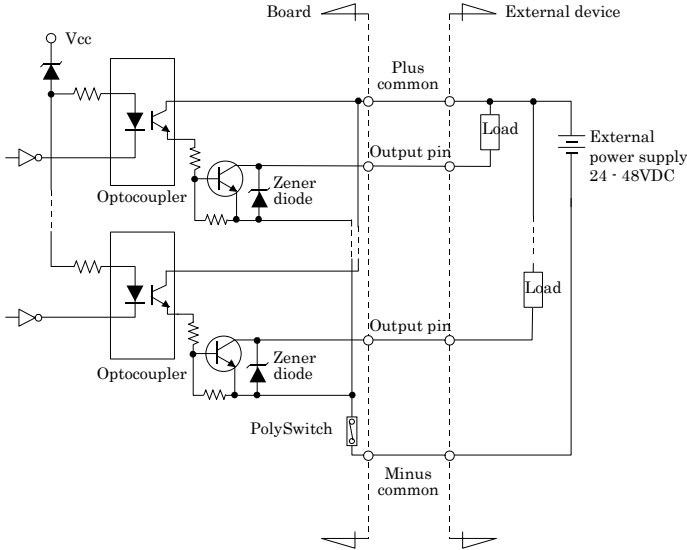 Board
External device
Vcc
Plus
common
Load
External
power supply
24 - 48VDC
Output pin
Zener
diode
Optocoupler
Load
Output pin
Zener
diode
Optocoupler
PolySwitch
Minus
common